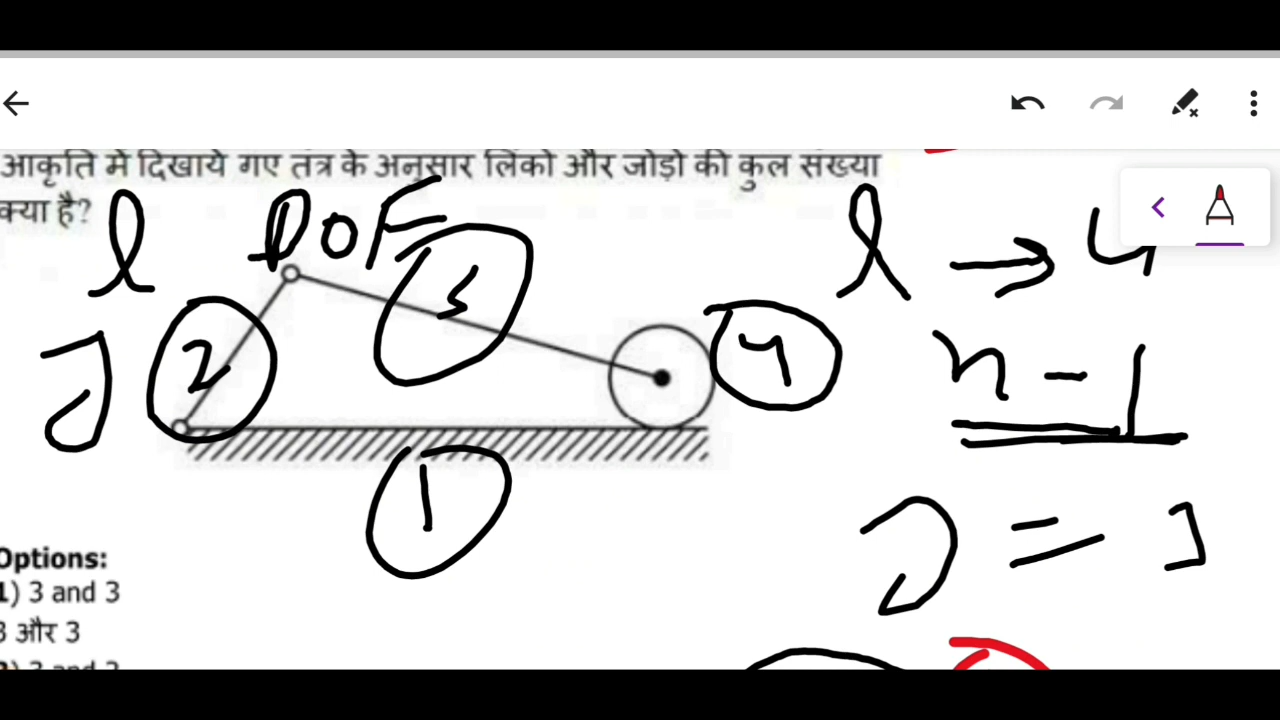 आकृति में दिखाये गए तंत्र के अनुसार लिंको और जोड़ो की कुल संख्या
क्या है?
l DOF
l → 4
3
2
J
4
n - 1
1
J =
Options:
1) 3 and 3
3 और 3